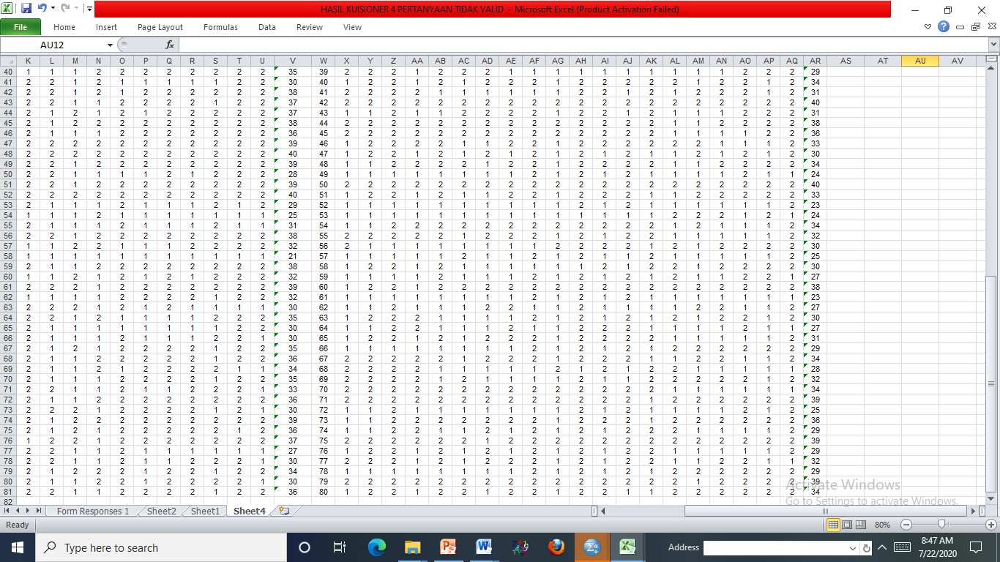 HASIL KUISIONER 4 PERTANYAAN TIDAK VALID - Microsoft Excel (Product Activation Failed)
File Home Insert Page Layout Formulas Data Review View
AU12 fx
K L M N O P Q R S T U V W X Y Z AA AB AC AD AE AF AG AH AI AJ AK AL AM AN AO AP AQ AR AS AT AU AV
40 1 1 1 2 2 2 2 2 2 2 2 35 39 2 2 2 1 2 2 2 1 1 1 1 1 1 1 1 1 1 2 2 2 29
41 2 2 1 2 1 1 1 1 1 2 2 30 40 1 2 2 1 2 1 2 2 2 1 2 2 2 2 2 1 2 2 1 2 34
42 2 2 1 2 1 2 2 2 2 2 2 38 41 2 2 2 2 1 1 1 1 1 1 2 2 1 2 1 2 2 2 1 2 31
43 2 2 1 1 2 2 2 2 1 2 2 37 42 2 2 2 2 2 2 2 2 2 2 2 2 2 2 2 2 2 2 2 2 40
44 2 1 2 1 2 1 2 2 2 2 2 37 43 1 1 2 1 1 2 2 2 2 1 2 2 1 2 1 1 1 2 2 2 31
45 2 1 2 2 2 2 2 2 2 2 2 38 44 2 2 2 2 2 2 2 2 2 2 2 2 2 2 1 1 2 2 2 2 38
46 2 1 1 1 2 2 2 2 2 2 2 36 45 2 2 2 2 2 2 2 2 2 2 2 2 2 2 1 1 1 1 2 2 36
47 2 2 2 2 2 2 2 2 2 2 2 39 46 1 2 2 2 2 1 1 2 2 1 2 2 2 2 2 2 1 1 1 2 33
48 2 2 2 2 2 2 2 2 2 2 2 40 47 1 2 2 1 2 1 2 1 2 1 2 1 2 1 1 2 1 2 1 2 30
49 2 2 1 2 2 2 2 2 2 2 2 39 48 1 1 2 2 2 2 1 2 2 1 2 2 2 2 1 2 1 2 2 2 34
50 2 2 1 1 1 1 2 1 2 2 2 28 49 1 1 1 1 1 1 1 1 2 1 2 1 2 1 1 1 1 2 1 1 24
51 2 2 1 2 2 2 2 2 2 2 2 39 50 2 2 2 2 2 2 2 2 2 2 2 2 2 2 2 2 2 2 2 2 40
52 2 2 2 2 2 2 2 2 2 2 2 40 51 1 2 2 1 2 1 1 2 2 1 2 2 2 1 1 2 2 2 2 2 33
53 2 2 1 1 1 2 1 1 1 2 1 2 29 52 1 1 1 1 1 1 1 1 1 1 2 1 2 1 1 1 1 1 1 2 23
54 1 1 1 2 1 1 1 1 1 1 1 25 53 1 1 1 1 1 1 1 1 1 1 1 1 1 1 2 2 2 1 2 1 24
55 2 1 1 1 2 1 1 1 2 1 1 31 54 1 1 2 2 2 2 2 2 2 2 2 2 2 2 1 2 1 1 1 2 34
56 2 2 1 2 2 2 2 2 2 2 2 38 55 2 2 2 2 2 1 2 2 2 1 2 1 2 2 1 1 1 1 1 2 32
57 1 1 2 2 1 1 1 2 2 2 2 32 56 2 1 1 1 1 1 1 1 1 2 2 2 2 1 2 1 2 2 2 2 30
58 1 1 1 1 1 1 1 1 1 1 1 21 57 1 1 1 1 1 2 1 1 2 1 2 1 1 2 1 1 1 1 1 2 25
59 2 1 1 2 2 2 2 2 2 2 2 38 58 1 2 2 1 2 1 1 1 1 1 1 2 1 2 2 1 2 2 2 2 30
60 1 1 2 1 2 1 2 1 2 2 2 32 59 1 1 1 1 2 1 1 1 2 1 2 1 2 1 2 1 1 2 2 1 27
61 2 2 2 2 2 2 2 2 2 2 2 39 60 1 2 2 2 2 2 2 2 2 1 2 2 2 2 2 2 2 2 2 2 38
62 1 1 1 1 2 2 2 2 1 2 2 32 61 1 1 1 1 1 1 1 1 2 1 2 1 2 1 1 1 1 1 1 1 23
63 2 2 2 1 2 1 2 1 1 1 1 30 62 1 1 2 1 1 1 2 2 1 1 1 1 1 1 1 2 2 1 1 2 27
64 2 2 1 2 1 1 1 1 2 2 2 35 63 1 2 2 2 1 1 1 1 2 1 2 1 2 1 2 1 2 2 1 2 30
65 2 1 1 1 1 1 1 1 1 1 1 30 64 1 1 2 2 1 1 1 1 2 1 1 2 2 1 1 1 1 2 1 1 27
66 2 1 1 1 2 1 1 1 2 2 1 30 65 1 2 2 1 2 1 2 2 2 1 2 2 2 2 1 1 1 1 1 2 31
67 2 1 2 1 2 2 2 2 1 2 1 35 66 1 1 1 1 1 1 1 2 2 1 2 1 2 1 2 2 2 2 2 2 29
68 2 1 2 1 2 2 2 2 1 2 2 36 67 2 2 2 2 2 1 2 2 2 1 2 2 2 2 1 2 2 1 1 2 34
69 2 1 1 2 1 2 2 2 2 1 1 34 68 2 2 2 2 1 1 1 1 1 2 1 2 1 2 2 1 1 1 1 1 28
70 2 1 1 1 2 2 2 2 1 2 2 35 69 2 2 2 2 1 2 1 1 1 1 2 1 1 2 2 2 2 2 1 2 32
71 2 2 1 1 2 1 1 2 2 2 1 33 70 2 2 2 2 2 2 2 2 2 2 2 2 2 2 1 1 1 1 1 1 34
72 2 1 1 2 2 2 2 2 2 2 2 36 71 2 2 2 2 2 2 2 2 2 2 2 2 2 1 2 2 2 2 2 2 39
73 2 2 2 1 2 2 2 2 1 1 2 30 72 1 1 1 2 1 1 1 1 1 1 2 1 2 1 2 1 2 1 1 1 25
74 2 2 1 2 2 2 2 2 2 2 2 39 73 1 1 2 2 2 2 2 2 2 1 2 2 2 1 2 2 2 2 2 2 36
75 2 1 1 1 2 2 2 2 2 1 2 36 74 1 1 2 2 1 1 2 2 2 1 2 1 2 1 2 1 1 1 1 2 29
76 1 2 2 1 2 2 2 2 2 2 2 37 75 2 2 2 2 2 2 1 2 2 2 2 2 2 2 2 2 2 2 2 2 39
77 2 2 1 1 2 1 1 1 1 1 1 27 76 1 2 2 1 2 1 2 2 2 1 2 1 2 1 2 1 1 1 1 2 29
78 2 2 1 1 2 1 1 2 2 2 1 30 77 2 2 2 1 2 1 2 2 2 1 2 2 2 2 1 1 2 2 1 1 32
79 2 1 2 2 2 1 2 2 1 2 2 34 78 1 1 1 1 1 1 1 1 2 1 2 1 2 1 2 2 2 2 2 2 29
80 2 1 1 1 2 2 1 2 2 2 1 30 79 2 2 2 2 2 2 2 2 2 2 2 2 2 2 2 1 2 2 2 2 39
81 2 2 1 1 2 2 2 2 1 2 2 36 80 1 2 2 1 2 2 1 2 2 1 2 2 1 1 2 2 2 2 2 2 34
82
Activate Windows
Go to Settings to activate Windows.
Form Responses 1 Sheet2 Sheet1 Sheet4
Ready 80%
Type here to search Address 8:47 AM
7/22/2020